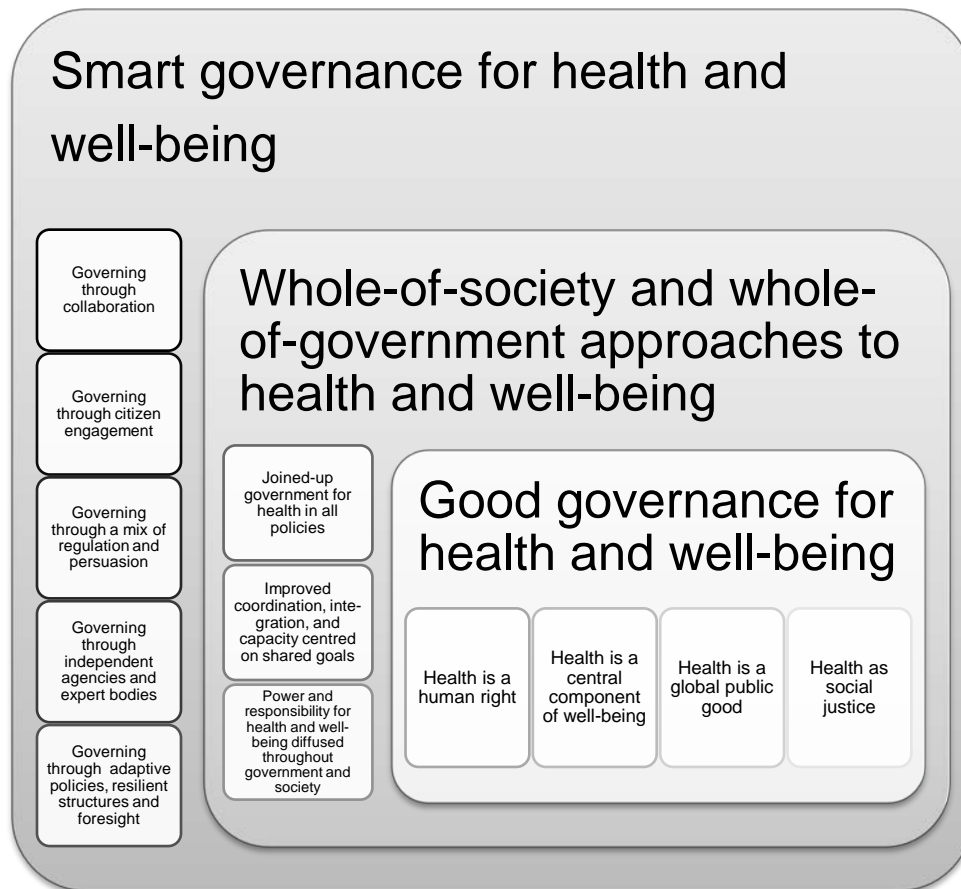 Smart governance for health and
well-being
Governing
through
collaboration
Governing
through citizen
engagement
Governing
through a mix of
regulation and
persuasion
Governing
through
independent
agencies and
expert bodies
Governing
through adaptive
policies, resilient
structures and
foresight
Whole-of-society and whole-
of-government approaches to
health and well-being
Joined-up
government for
health in all
policies
Improved
coordination, inte-
gration, and
capacity centred
on shared goals
Power and
responsibility for
health and well-
being diffused
throughout
government and
society
Good governance for
health and well-being
Health is a
human right
Health is a
central
component
of well-being
Health is a
global public
good
Health as
social
justice